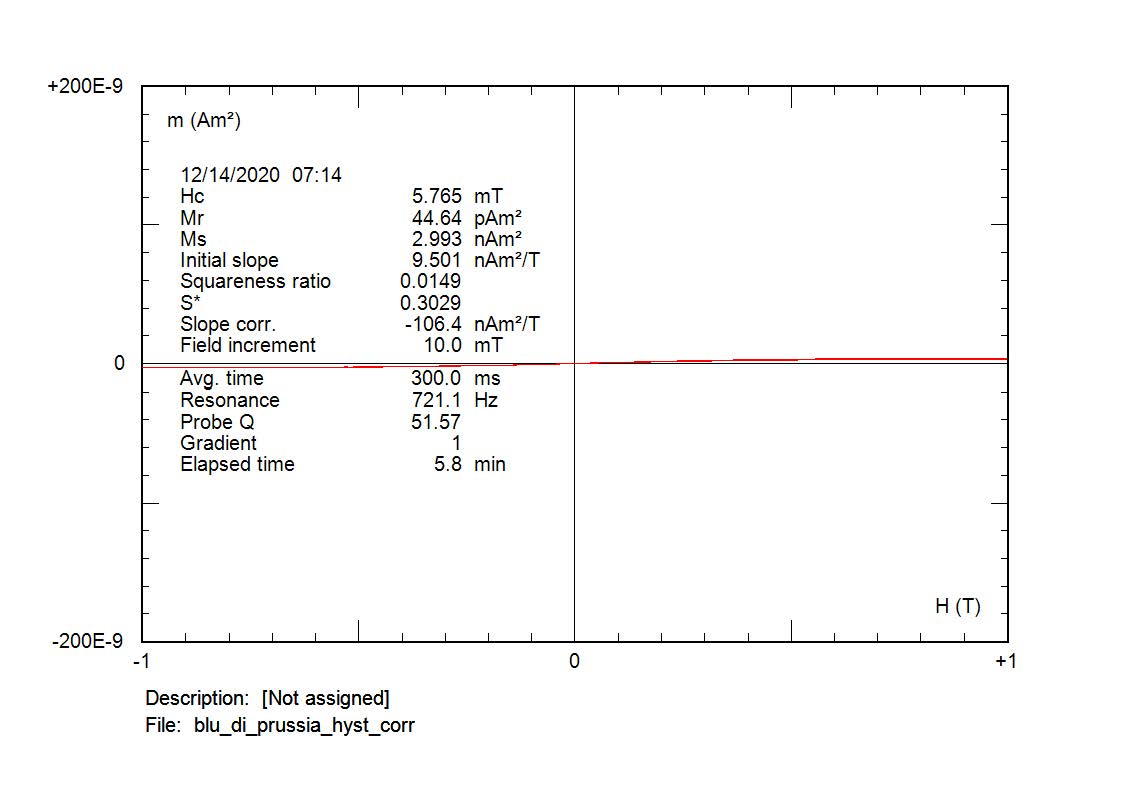 +200E-9
m (Am²)
12/14/2020 07:14
Hc 5.765 mT
Mr 44.64 pAm²
Ms 2.993 nAm²
Initial slope 9.501 nAm²/T
Squareness ratio 0.0149
S* 0.3029
Slope corr. -106.4 nAm²/T
Field increment 10.0 mT
0
Avg. time 300.0 ms
Resonance 721.1 Hz
Probe Q 51.57
Gradient 1
Elapsed time 5.8 min
H (T)
-200E-9
-1 0 +1
Description: [Not assigned]
File: blu_di_prussia_hyst_corr